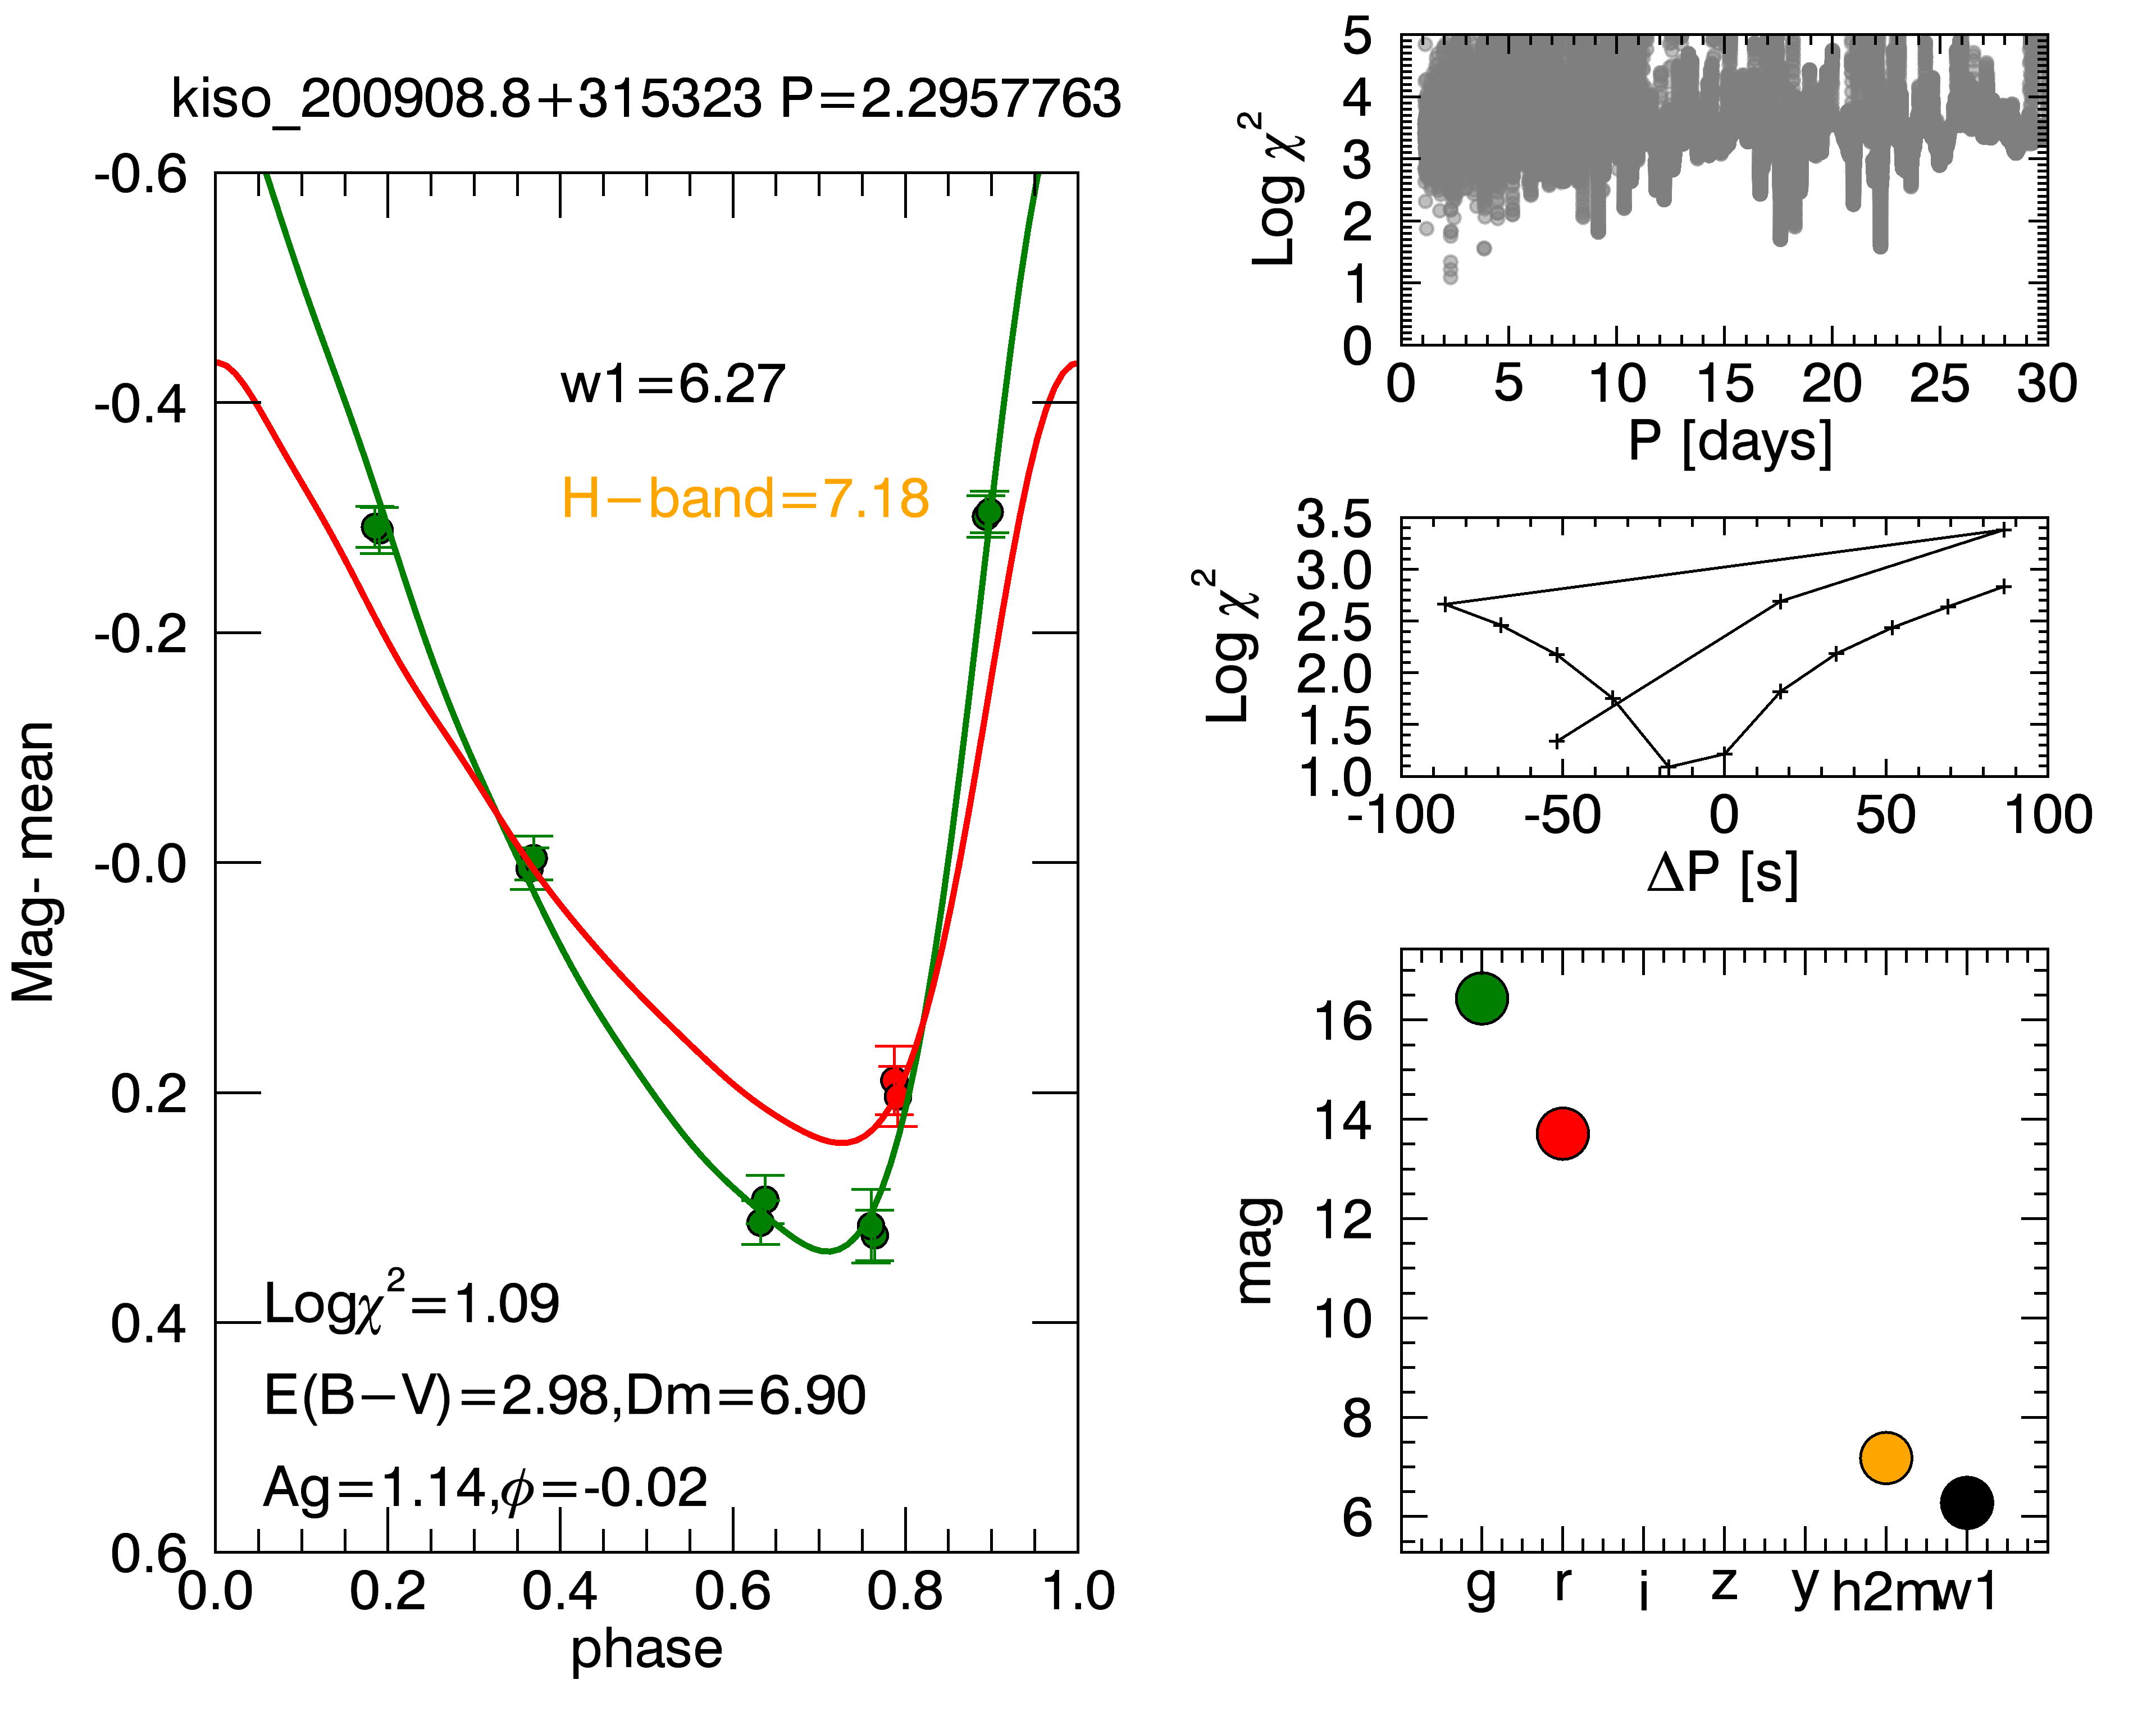 kiso_200908.8+315323 P=2.2957763
-0.6
-0.4
-0.2
-0.0
0.2
0.4
0.6
Mag- mean
w1=6.27
H−band=7.18
Logχ²=1.09
E(B−V)=2.98,Dm=6.90
Ag=1.14,ϕ=-0.02
0.0 0.2 0.4 0.6 0.8 1.0
phase
5
4
3
2
1
0
Log χ²
0 5 10 15 20 25 30
P [days]
3.5
3.0
2.5
2.0
1.5
1.0
Log χ²
-100 -50 0 50 100
ΔP [s]
16
14
12
10
8
6
mag
g r i z y h2m w1